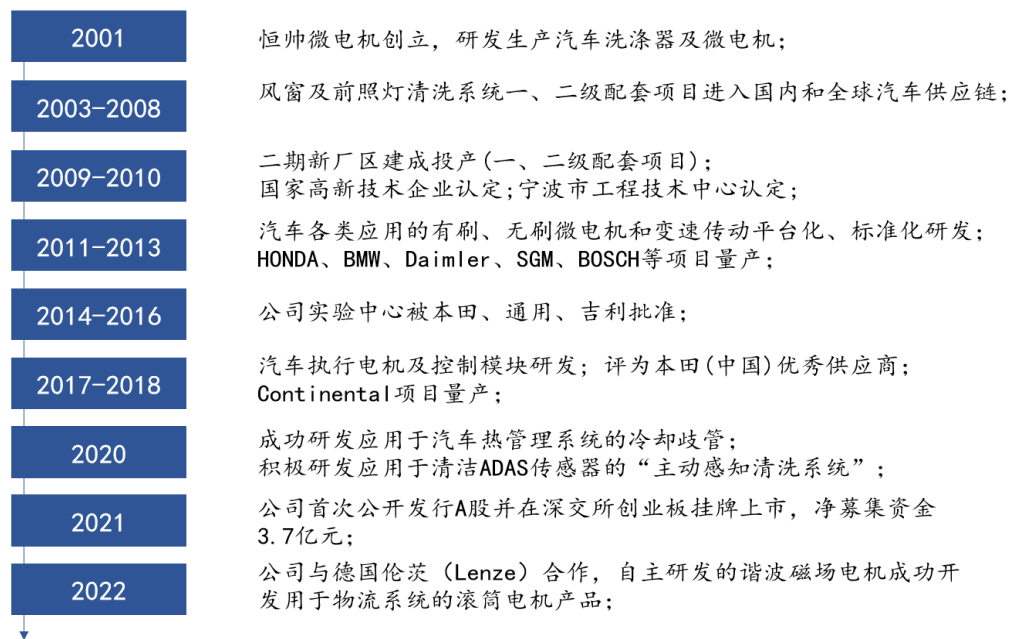 2001
恒帅微电机创立，研发生产汽车洗涤器及微电机；
2003-2008
风窗及前照灯清洗系统一、二级配套项目进入国内和全球汽车供应链；
2009-2010
二期新厂区建成投产(一、二级配套项目)；
国家高新技术企业认定;宁波市工程技术中心认定；
2011-2013
汽车各类应用的有刷、无刷微电机和变速传动平台化、标准化研发；
HONDA、BMW、Daimler、SGM、BOSCH等项目量产；
2014-2016
公司实验中心被本田、通用、吉利批准；
2017-2018
汽车执行电机及控制模块研发；评为本田(中国)优秀供应商；
Continental项目量产；
2020
成功研发应用于汽车热管理系统的冷却歧管；
积极研发应用于清洁ADAS传感器的“主动感知清洗系统”；
2021
公司首次公开发行A股并在深交所创业板挂牌上市，净募集资金
3.7亿元；
2022
公司与德国伦茨（Lenze）合作，自主研发的谐波磁场电机成功开
发用于物流系统的滚筒电机产品；